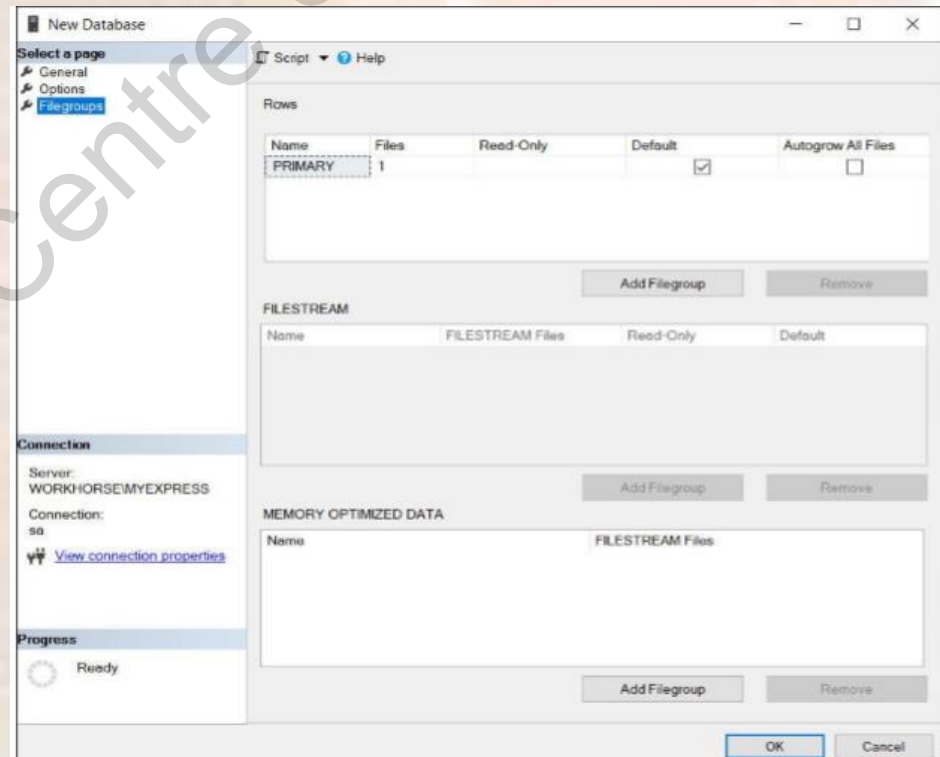 Centre
New Database
Select a page
General
Options
Filegroups
Script Help
Rows
Name Files Read-Only Default Autogrow All Files
PRIMARY 1
Add Filegroup Remove
FILESTREAM
Name FILESTREAM Files Read-Only Default
Add Filegroup Remove
Connection
Server:
WORKHORSE\MYEXPRESS
Connection:
sa
View connection properties
MEMORY OPTIMIZED DATA
Name FILESTREAM Files
Progress
Ready
Add Filegroup Remove
OK Cancel